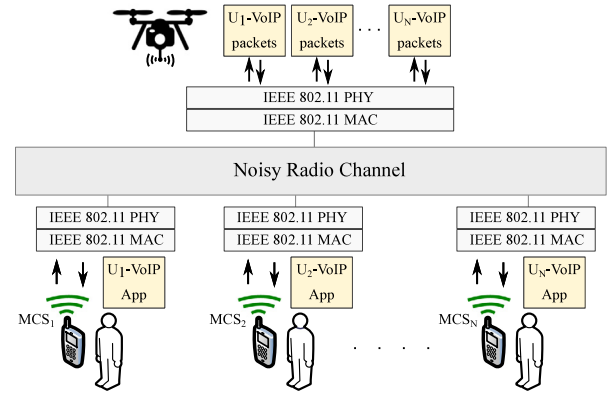 U1-VoIP packets
U2-VoIP packets
. . .
UN-VoIP packets
IEEE 802.11 PHY
IEEE 802.11 MAC
Noisy Radio Channel
IEEE 802.11 PHY
IEEE 802.11 MAC
IEEE 802.11 PHY
IEEE 802.11 MAC
IEEE 802.11 PHY
IEEE 802.11 MAC
U1-VoIP
App
MCS1
U2-VoIP
App
MCS2
. . . .
UN-VoIP
App
MCSN